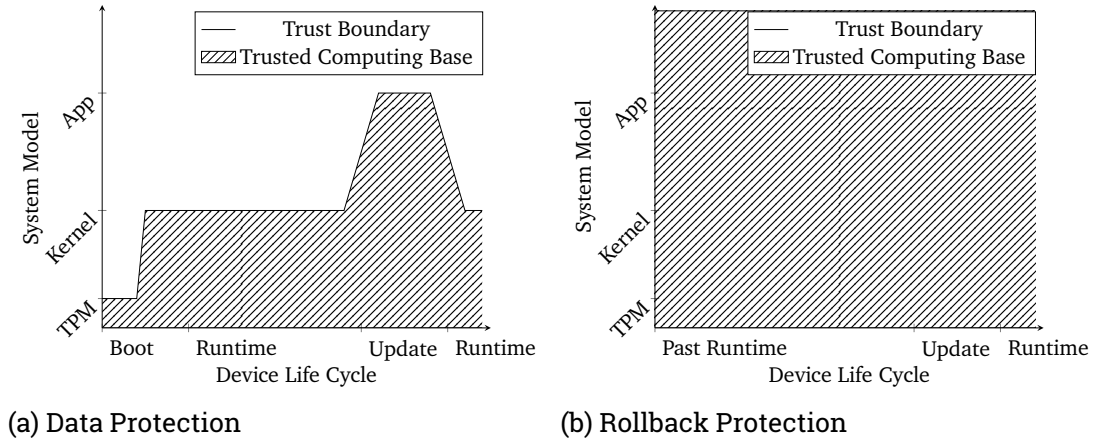 Trust Boundary
Trusted Computing Base
System Model
App
Kernel
TPM
Boot
Runtime
Update
Runtime
Device Life Cycle
(a) Data Protection
Trust Boundary
Trusted Computing Base
System Model
App
Kernel
TPM
Past Runtime
Update
Runtime
Device Life Cycle
(b) Rollback Protection